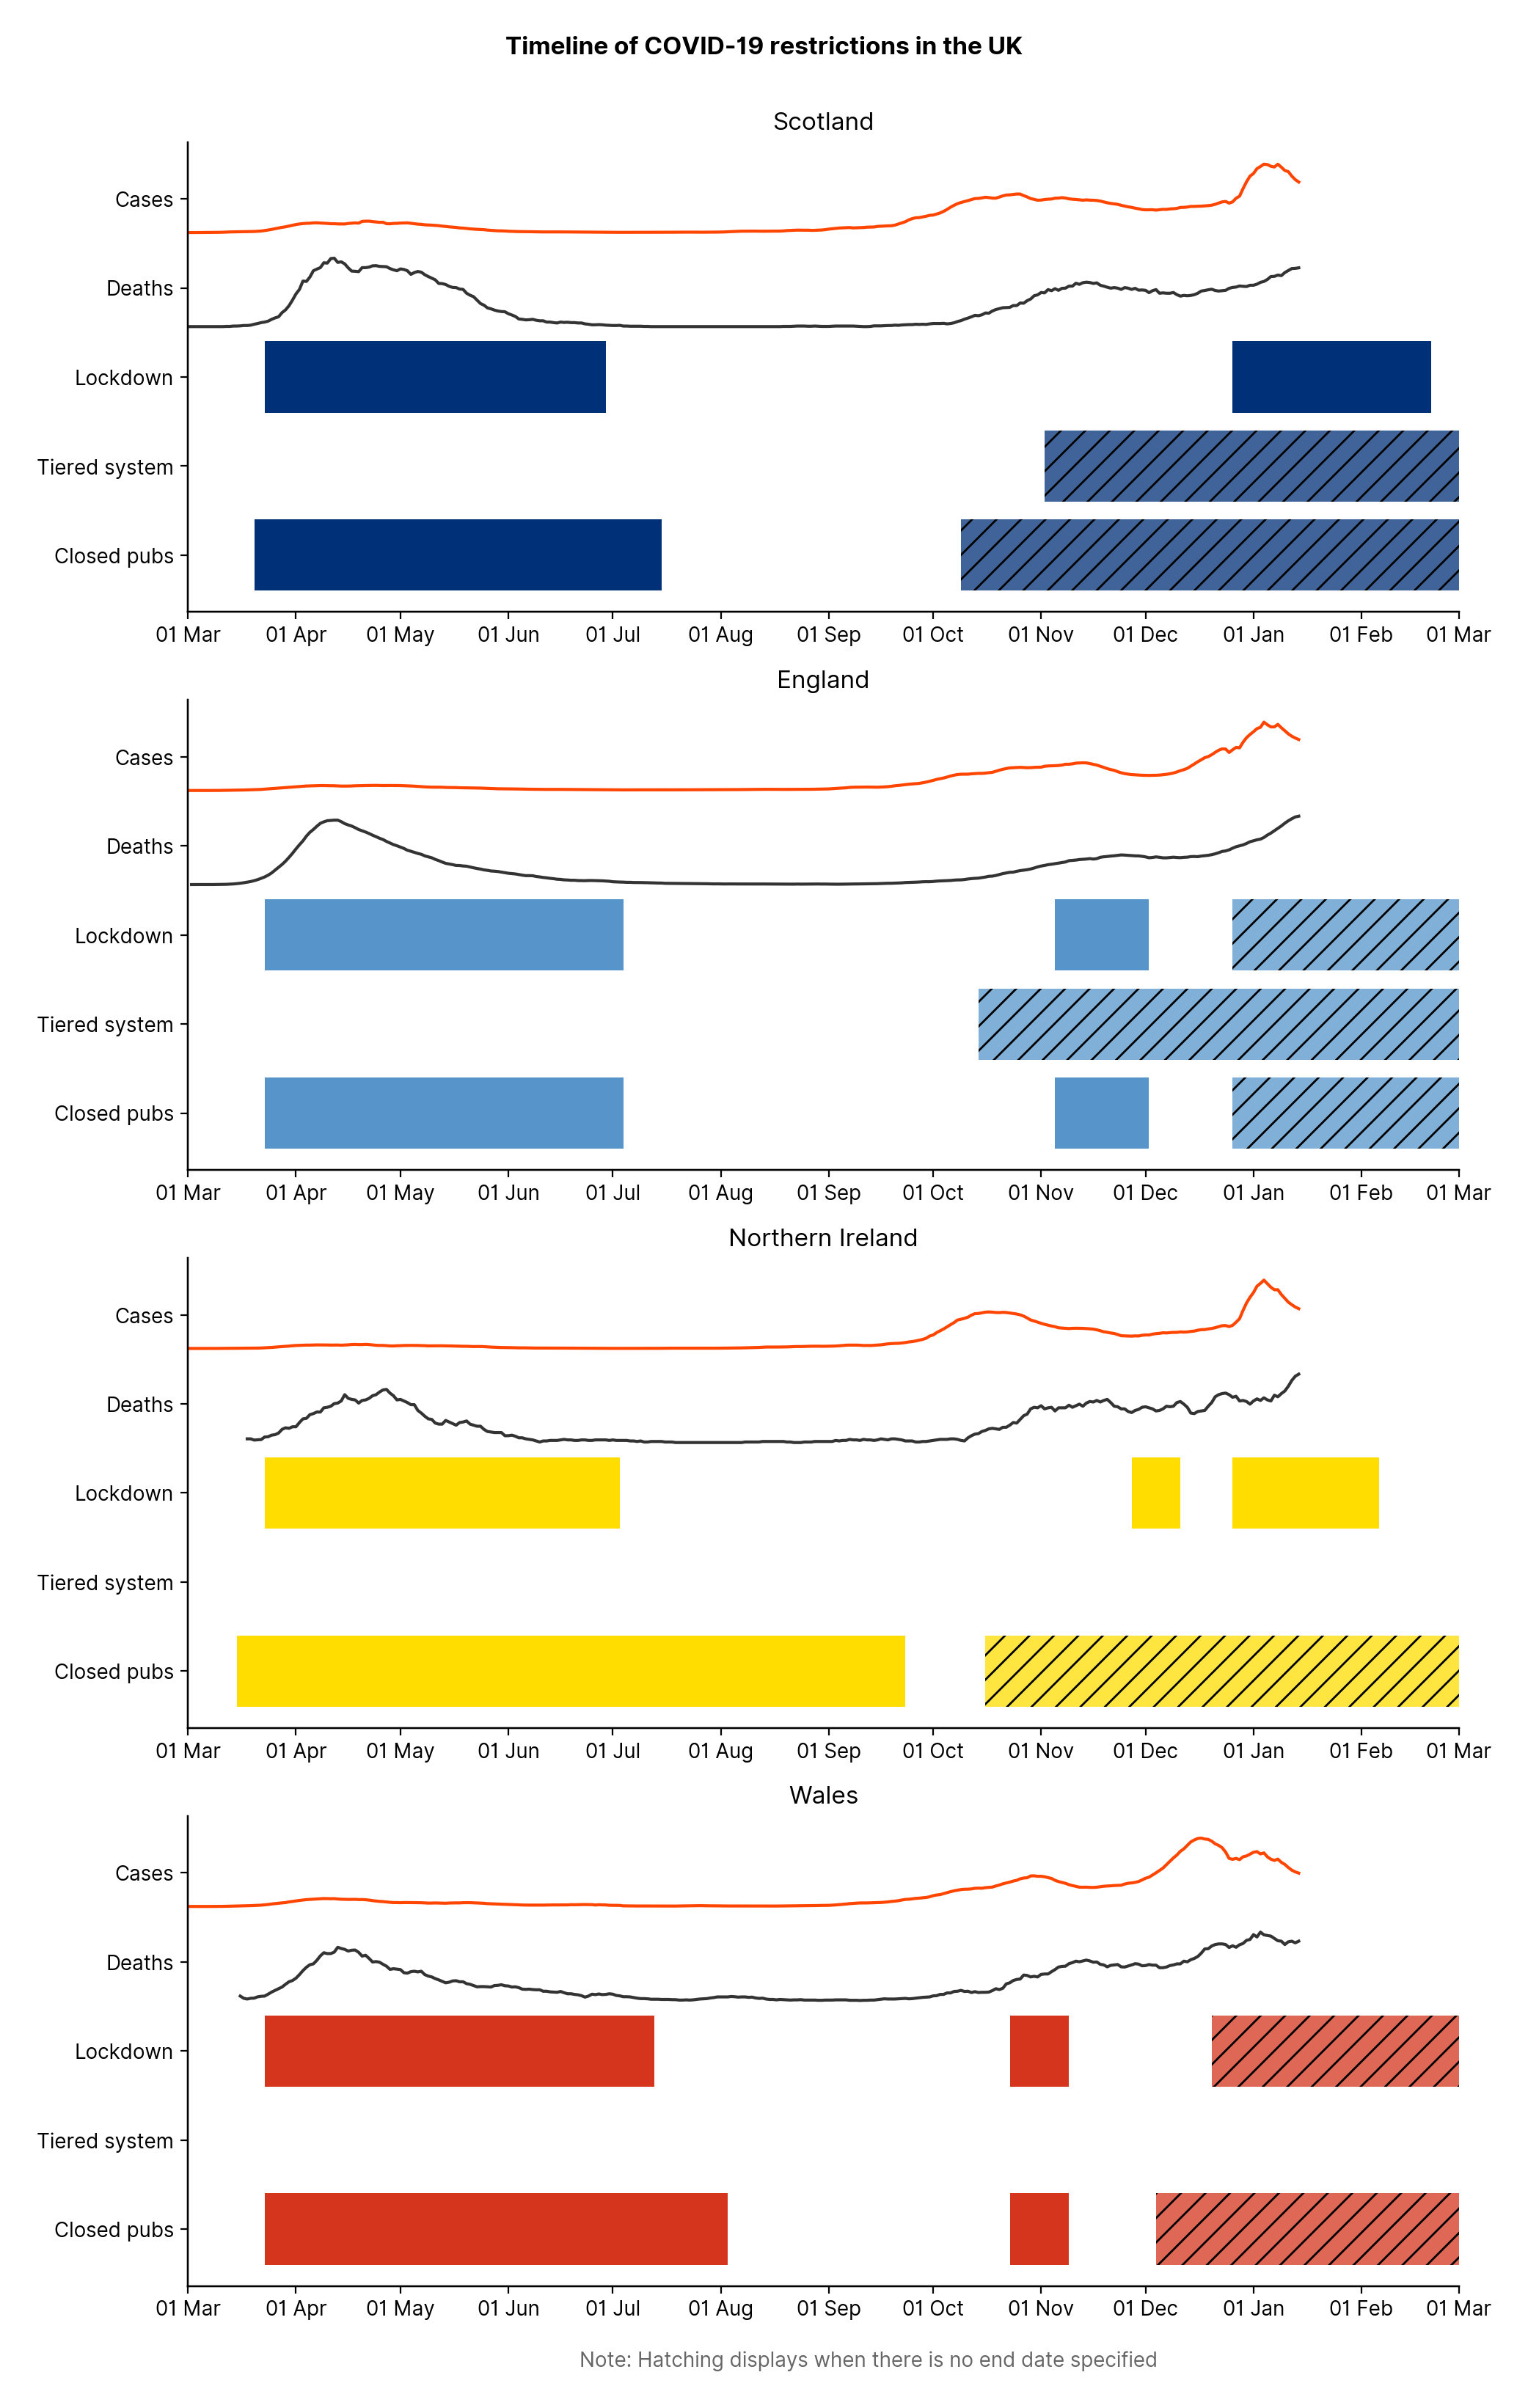 Timeline of COVID-19 restrictions in the UK
Scotland
Cases
Deaths
Lockdown
Tiered system
Closed pubs
01 Mar 01 Apr 01 May 01 Jun 01 Jul 01 Aug 01 Sep 01 Oct 01 Nov 01 Dec 01 Jan 01 Feb 01 Mar
England
Cases
Deaths
Lockdown
Tiered system
Closed pubs
01 Mar 01 Apr 01 May 01 Jun 01 Jul 01 Aug 01 Sep 01 Oct 01 Nov 01 Dec 01 Jan 01 Feb 01 Mar
Northern Ireland
Cases
Deaths
Lockdown
Tiered system
Closed pubs
01 Mar 01 Apr 01 May 01 Jun 01 Jul 01 Aug 01 Sep 01 Oct 01 Nov 01 Dec 01 Jan 01 Feb 01 Mar
Wales
Cases
Deaths
Lockdown
Tiered system
Closed pubs
01 Mar 01 Apr 01 May 01 Jun 01 Jul 01 Aug 01 Sep 01 Oct 01 Nov 01 Dec 01 Jan 01 Feb 01 Mar
Note: Hatching displays when there is no end date specified